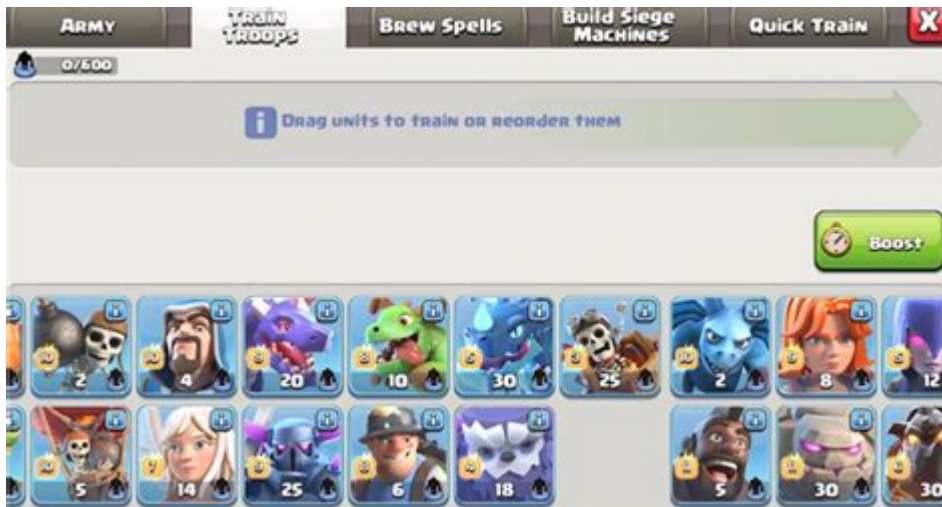 Army
Train
Troops
Brew Spells
Build Siege
Machines
Quick Train
X
0/600
i Drag units to train or reorder them
Boost
2 4 20 10 30 25 2 8 12
5 14 25 6 18 5 30 30